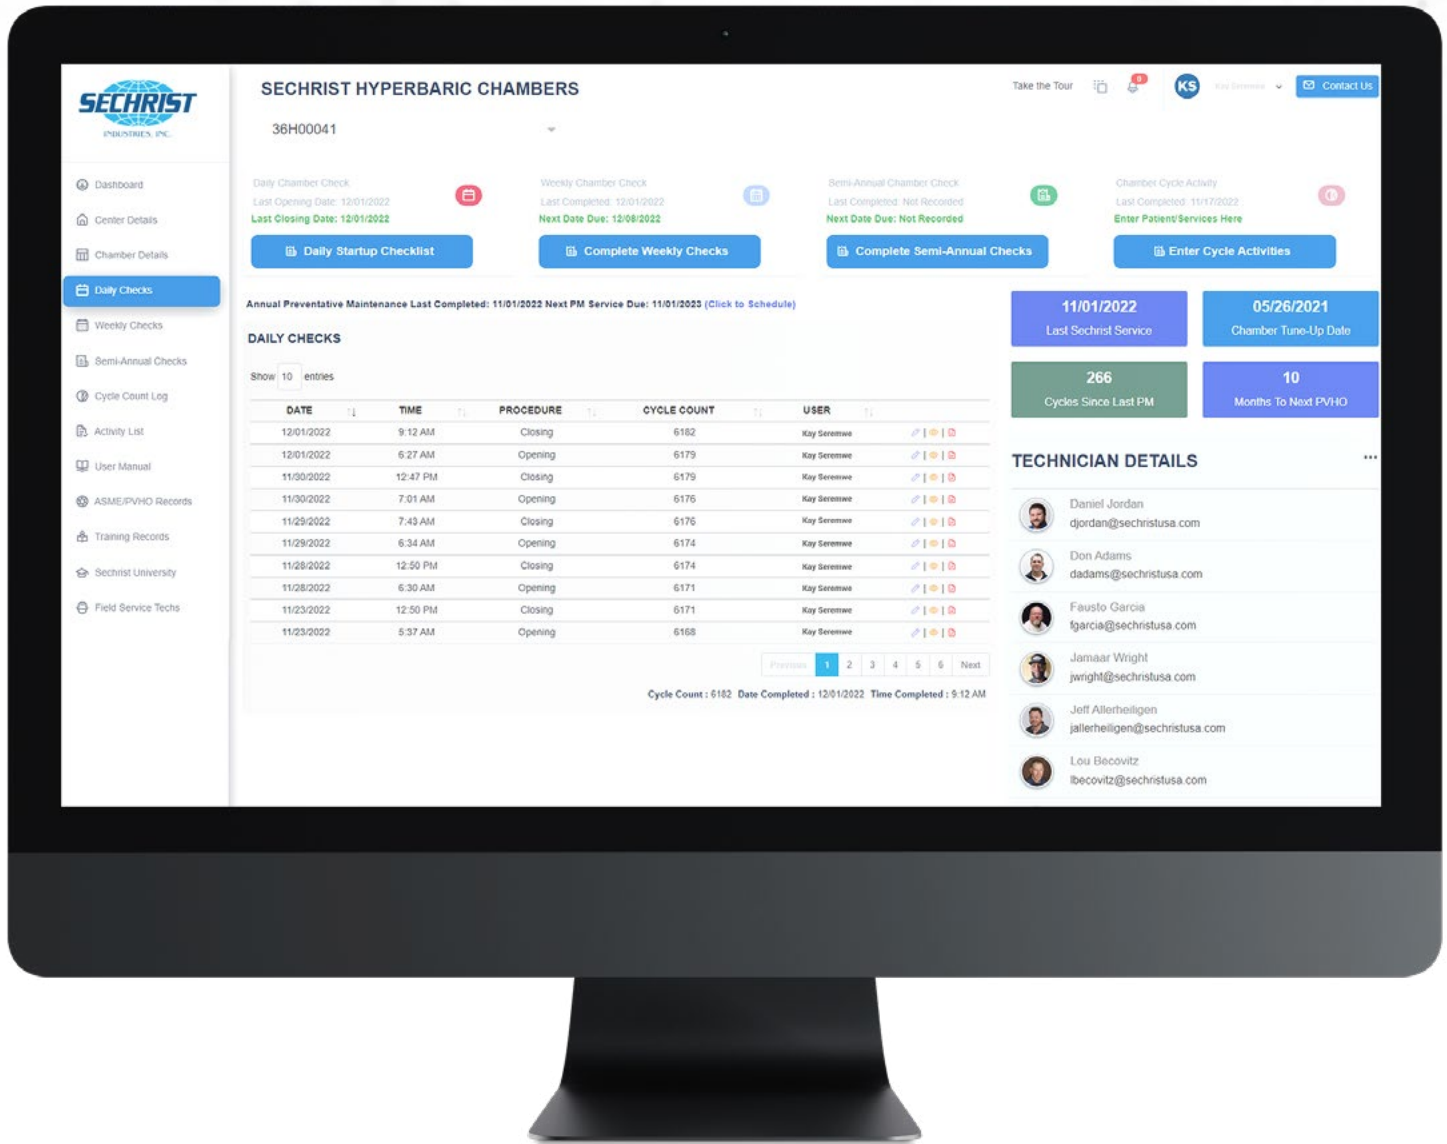 SECHRIST
INDUSTRIES, INC.
SECHRIST HYPERBARIC CHAMBERS
36H00041
Take the Tour
0
KS
Kay Seremwe
Contact Us
Dashboard
Center Details
Chamber Details
Daily Checks
Weekly Checks
Semi-Annual Checks
Cycle Count Log
Activity List
User Manual
ASME/PVHO Records
Training Records
Sechrist University
Field Service Techs
Daily Chamber Check
Last Opening Date: 12/01/2022
Last Closing Date: 12/01/2022
Daily Startup Checklist
Weekly Chamber Check
Last Completed: 12/01/2022
Next Date Due: 12/08/2022
Complete Weekly Checks
Semi-Annual Chamber Check
Last Completed: Not Recorded
Next Date Due: Not Recorded
Complete Semi-Annual Checks
Chamber Cycle Activity
Last Completed: 11/17/2022
Enter Patient/Services Here
Enter Cycle Activities
Annual Preventative Maintenance Last Completed: 11/01/2022 Next PM Service Due: 11/01/2023 (Click to Schedule)
DAILY CHECKS
Show 10 entries
DATE TIME PROCEDURE CYCLE COUNT USER
12/01/2022 9:12 AM Closing 6182 Kay Seremwe
12/01/2022 6:27 AM Opening 6179 Kay Seremwe
11/30/2022 12:47 PM Closing 6179 Kay Seremwe
11/30/2022 7:01 AM Opening 6176 Kay Seremwe
11/29/2022 7:43 AM Closing 6176 Kay Seremwe
11/29/2022 6:34 AM Opening 6174 Kay Seremwe
11/28/2022 12:50 PM Closing 6174 Kay Seremwe
11/28/2022 6:30 AM Opening 6171 Kay Seremwe
11/23/2022 12:50 PM Closing 6171 Kay Seremwe
11/23/2022 5:37 AM Opening 6168 Kay Seremwe
Previous 1 2 3 4 5 6 Next
Cycle Count : 6182 Date Completed : 12/01/2022 Time Completed : 9:12 AM
11/01/2022
Last Sechrist Service
05/26/2021
Chamber Tune-Up Date
266
Cycles Since Last PM
10
Months To Next PVHO
TECHNICIAN DETAILS
Daniel Jordan
djordan@sechristusa.com
Don Adams
dadams@sechristusa.com
Fausto Garcia
fgarcia@sechristusa.com
Jamaar Wright
jwright@sechristusa.com
Jeff Allerheiligen
jallerheiligen@sechristusa.com
Lou Becovitz
lbecovitz@sechristusa.com